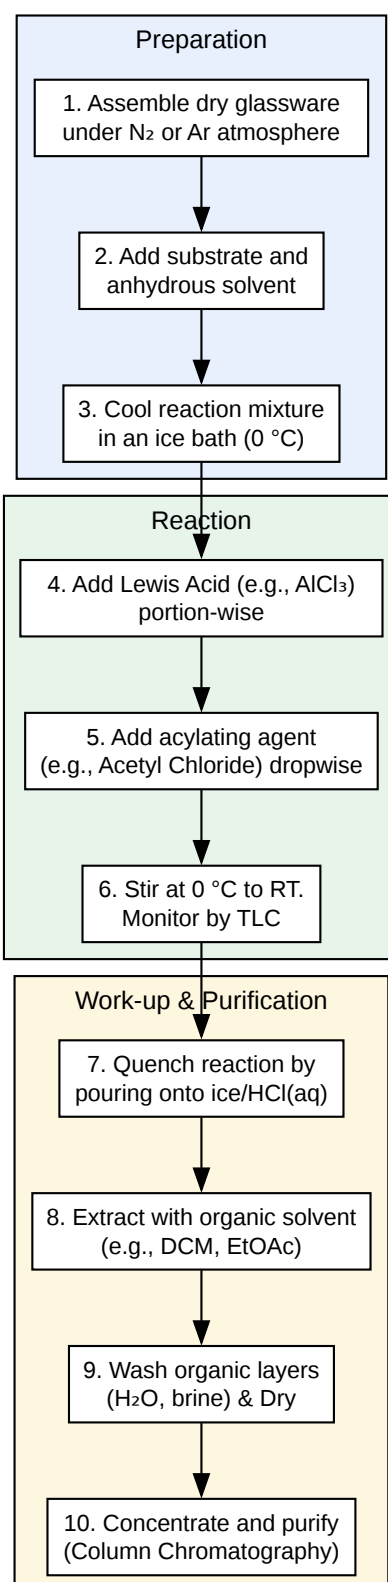 Preparation
1. Assemble dry glassware
under N₂ or Ar atmosphere
2. Add substrate and
anhydrous solvent
3. Cool reaction mixture
in an ice bath (0 °C)
Reaction
4. Add Lewis Acid (e.g., AlCl₃)
portion-wise
5. Add acylating agent
(e.g., Acetyl Chloride) dropwise
6. Stir at 0 °C to RT.
Monitor by TLC
Work-up & Purification
7. Quench reaction by
pouring onto ice/HCl(aq)
8. Extract with organic solvent
(e.g., DCM, EtOAc)
9. Wash organic layers
(H₂O, brine) & Dry
10. Concentrate and purify
(Column Chromatography)